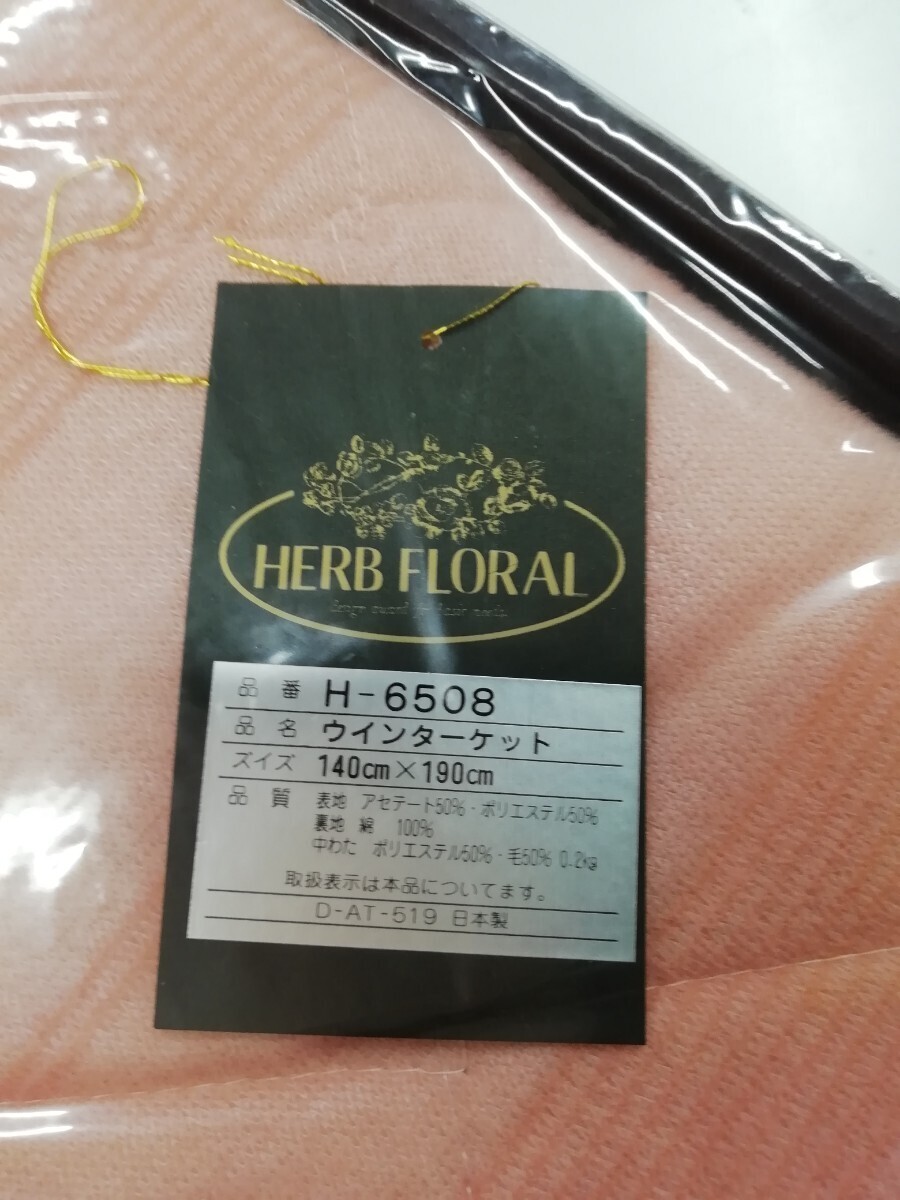 HERB FLORAL
品番 H-6508
品名 ウインターケット
ズイズ 140cm×190cm
品質 表地 アセテート50%・ポリエステル50%
裏地 綿 100%
中わた ポリエステル50%・毛50% 0.2kg
取扱表示は本品についてます。
D-AT-519 日本製